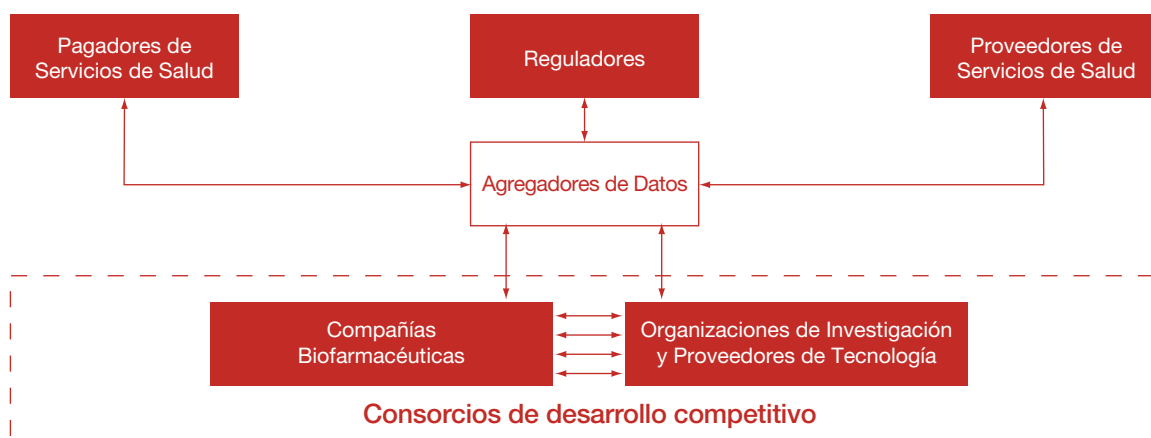 Pagadores de
Servicios de Salud
Reguladores
Proveedores de
Servicios de Salud
Agregadores de Datos
Compañías
Biofarmacéuticas
Organizaciones de Investigación
y Proveedores de Tecnología
Consorcios de desarrollo competitivo